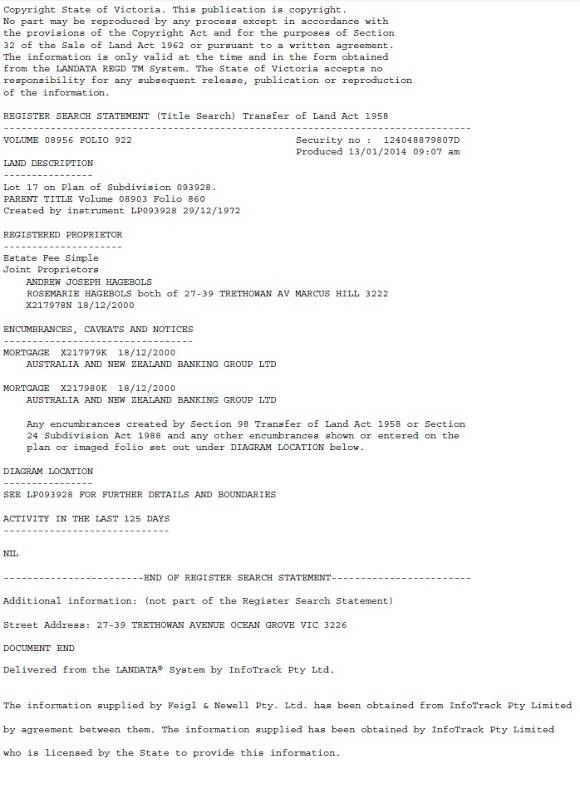 Copyright State of Victoria. This publication is copyright.
No part may be reproduced by any process except in accordance with
the provisions of the Copyright Act and for the purposes of Section
32 of the Sale of Land Act 1962 or pursuant to a written agreement.
The information is only valid at the time and in the form obtained
from the LANDATA REGD TM System. The State of Victoria accepts no
responsibility for any subsequent release, publication or reproduction
of the information.
REGISTER SEARCH STATEMENT (Title Search) Transfer of Land Act 1958
--------------------------------------------------------------------------------
VOLUME 08956 FOLIO 922 Security no : 124048879807D
Produced 13/01/2014 09:07 am
LAND DESCRIPTION
----------------
Lot 17 on Plan of Subdivision 093928.
PARENT TITLE Volume 08903 Folio 860
Created by instrument LP093928 29/12/1972
REGISTERED PROPRIETOR
---------------------
Estate Fee Simple
Joint Proprietors
ANDREW JOSEPH HAGEBOLS
ROSEMARIE HAGEBOLS both of 27-39 TRETHOWAN AV MARCUS HILL 3222
X217978N 18/12/2000
ENCUMBRANCES, CAVEATS AND NOTICES
---------------------------------
MORTGAGE X217979K 18/12/2000
AUSTRALIA AND NEW ZEALAND BANKING GROUP LTD
MORTGAGE X217980K 18/12/2000
AUSTRALIA AND NEW ZEALAND BANKING GROUP LTD
Any encumbrances created by Section 98 Transfer of Land Act 1958 or Section
24 Subdivision Act 1988 and any other encumbrances shown or entered on the
plan or imaged folio set out under DIAGRAM LOCATION below.
DIAGRAM LOCATION
----------------
SEE LP093928 FOR FURTHER DETAILS AND BOUNDARIES
ACTIVITY IN THE LAST 125 DAYS
-----------------------------
NIL
------------------------END OF REGISTER SEARCH STATEMENT------------------------
Additional information: (not part of the Register Search Statement)
Street Address: 27-39 TRETHOWAN AVENUE OCEAN GROVE VIC 3226
DOCUMENT END
Delivered from the LANDATA® System by InfoTrack Pty Ltd.
The information supplied by Feigl & Newell Pty. Ltd. has been obtained from InfoTrack Pty Limited
by agreement between them. The information supplied has been obtained by InfoTrack Pty Limited
who is licensed by the State to provide this information.